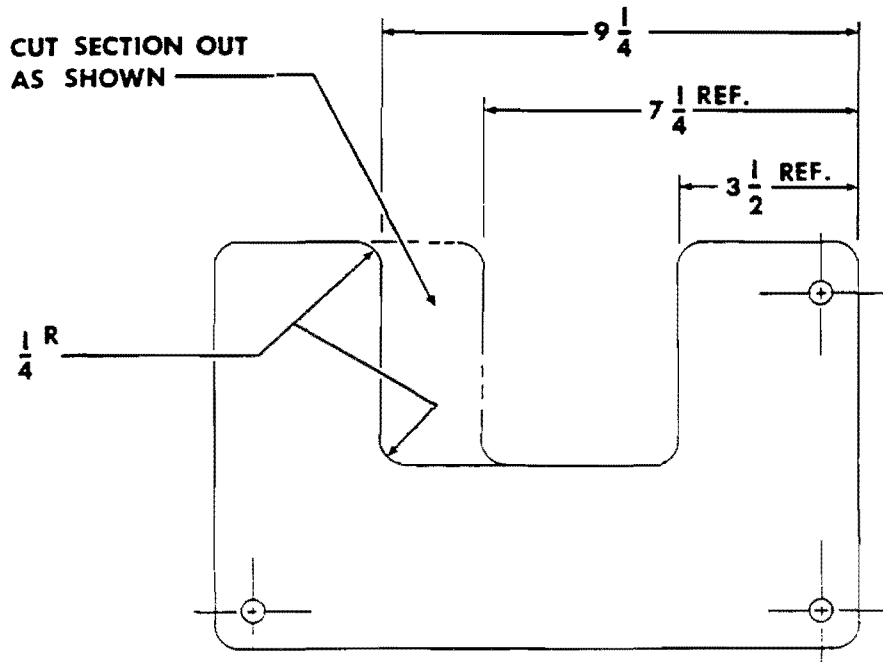 CUT SECTION OUT
AS SHOWN
9 1/4
7 1/4 REF.
3 1/2 REF.
1/4 R